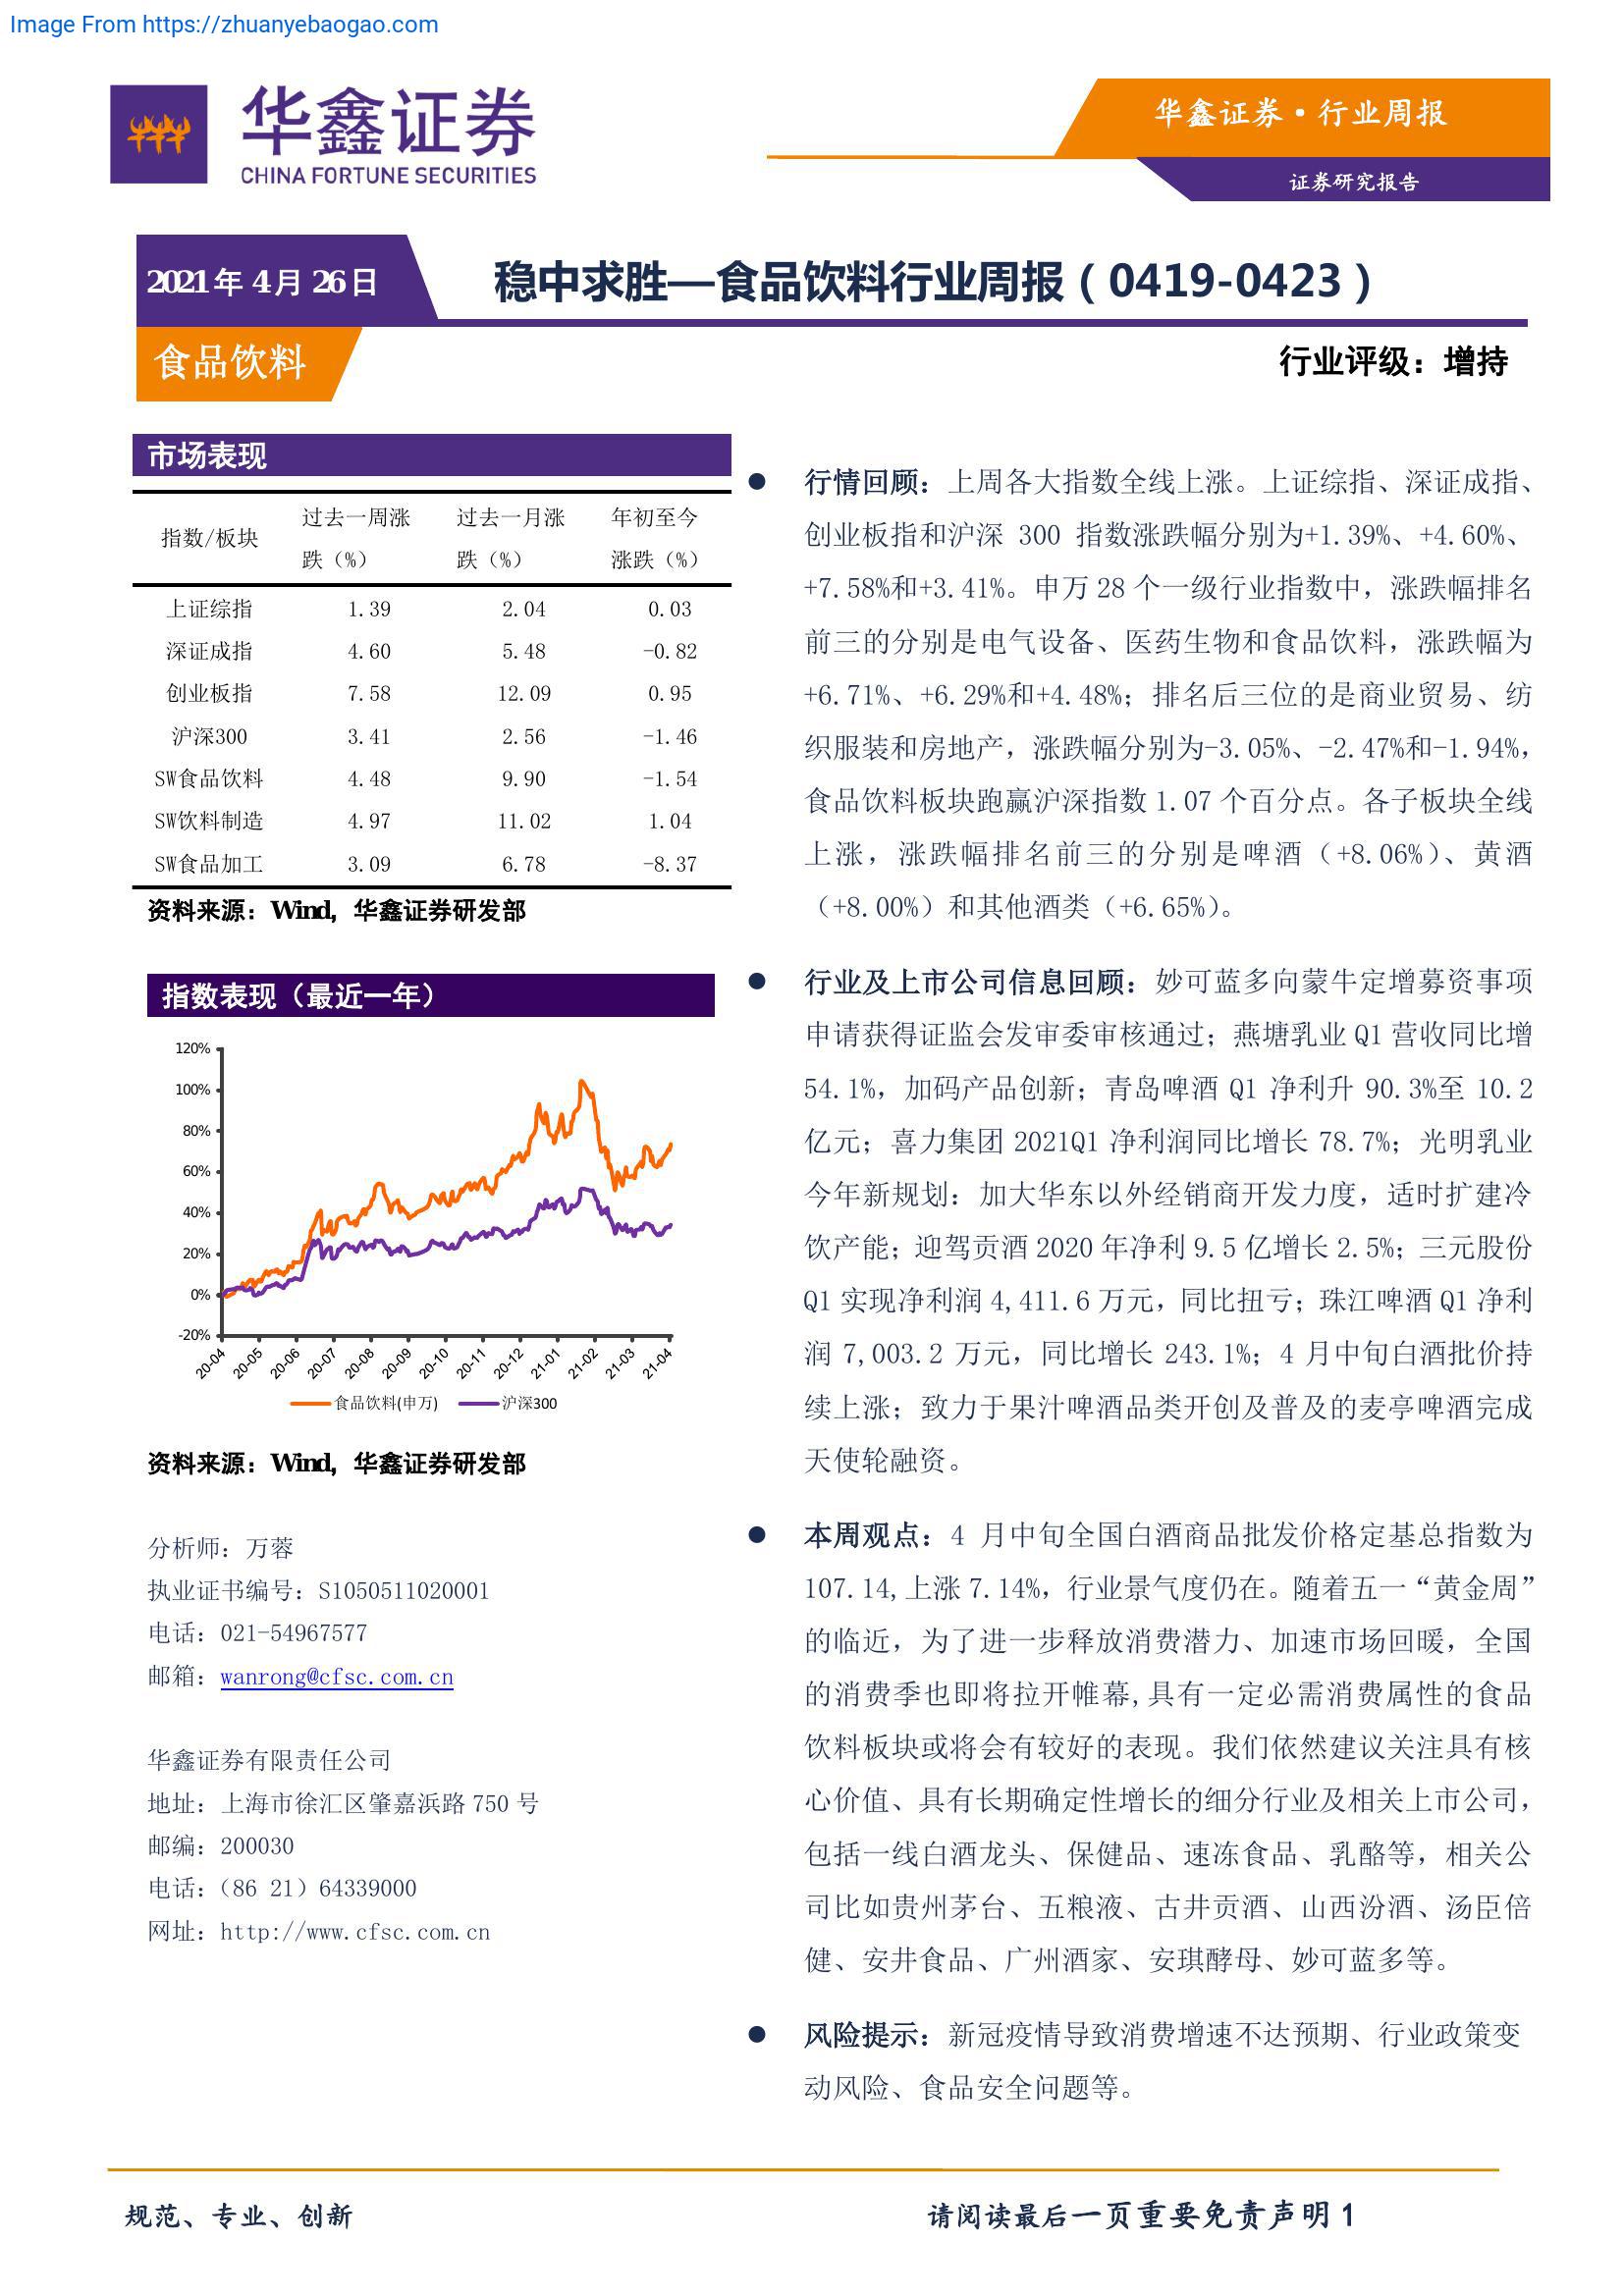 Image From https://zhuanyebaogao.com
华鑫证券
CHINA FORTUNE SECURITIES
华鑫证券·行业周报
证券研究报告
2021年4月26日
稳中求胜—食品饮料行业周报（0419-0423）
食品饮料
行业评级：增持
市场表现
指数/板块 过去一周涨跌（%） 过去一月涨跌（%） 年初至今涨跌（%）
上证综指 1.39 2.04 0.03
深证成指 4.60 5.48 -0.82
创业板指 7.58 12.09 0.95
沪深300 3.41 2.56 -1.46
SW食品饮料 4.48 9.90 -1.54
SW饮料制造 4.97 11.02 1.04
SW食品加工 3.09 6.78 -8.37
资料来源：Wind，华鑫证券研发部
指数表现（最近一年）
120%
100%
80%
60%
40%
20%
0%
-20%
20-04 20-05 20-06 20-07 20-08 20-09 20-10 20-11 20-12 21-01 21-02 21-03 21-04
食品饮料(申万) 沪深300
资料来源：Wind，华鑫证券研发部
分析师：万蓉
执业证书编号：S1050511020001
电话：021-54967577
邮箱：wanrong@cfsc.com.cn
华鑫证券有限责任公司
地址：上海市徐汇区肇嘉浜路 750 号
邮编：200030
电话：（86 21）64339000
网址：http://www.cfsc.com.cn
● 行情回顾：上周各大指数全线上涨。上证综指、深证成指、
创业板指和沪深 300 指数涨跌幅分别为+1.39%、+4.60%、
+7.58%和+3.41%。申万 28 个一级行业指数中，涨跌幅排名
前三的分别是电气设备、医药生物和食品饮料，涨跌幅为
+6.71%、+6.29%和+4.48%；排名后三位的是商业贸易、纺
织服装和房地产，涨跌幅分别为-3.05%、-2.47%和-1.94%，
食品饮料板块跑赢沪深指数 1.07 个百分点。各子板块全线
上涨，涨跌幅排名前三的分别是啤酒（+8.06%）、黄酒
（+8.00%）和其他酒类（+6.65%）。
● 行业及上市公司信息回顾：妙可蓝多向蒙牛定增募资事项
申请获得证监会发审委审核通过；燕塘乳业 Q1 营收同比增
54.1%，加码产品创新；青岛啤酒 Q1 净利升 90.3%至 10.2
亿元；喜力集团 2021Q1 净利润同比增长 78.7%；光明乳业
今年新规划：加大华东以外经销商开发力度，适时扩建冷
饮产能；迎驾贡酒 2020 年净利 9.5 亿增长 2.5%；三元股份
Q1 实现净利润 4,411.6 万元，同比扭亏；珠江啤酒 Q1 净利
润 7,003.2 万元，同比增长 243.1%；4 月中旬白酒批价持
续上涨；致力于果汁啤酒品类开创及普及的麦亭啤酒完成
天使轮融资。
● 本周观点：4 月中旬全国白酒商品批发价格定基总指数为
107.14,上涨 7.14%，行业景气度仍在。随着五一“黄金周”
的临近，为了进一步释放消费潜力、加速市场回暖，全国
的消费季也即将拉开帷幕,具有一定必需消费属性的食品
饮料板块或将会有较好的表现。我们依然建议关注具有核
心价值、具有长期确定性增长的细分行业及相关上市公司，
包括一线白酒龙头、保健品、速冻食品、乳酪等，相关公
司比如贵州茅台、五粮液、古井贡酒、山西汾酒、汤臣倍
健、安井食品、广州酒家、安琪酵母、妙可蓝多等。
● 风险提示：新冠疫情导致消费增速不达预期、行业政策变
动风险、食品安全问题等。
规范、专业、创新
请阅读最后一页重要免责声明 1